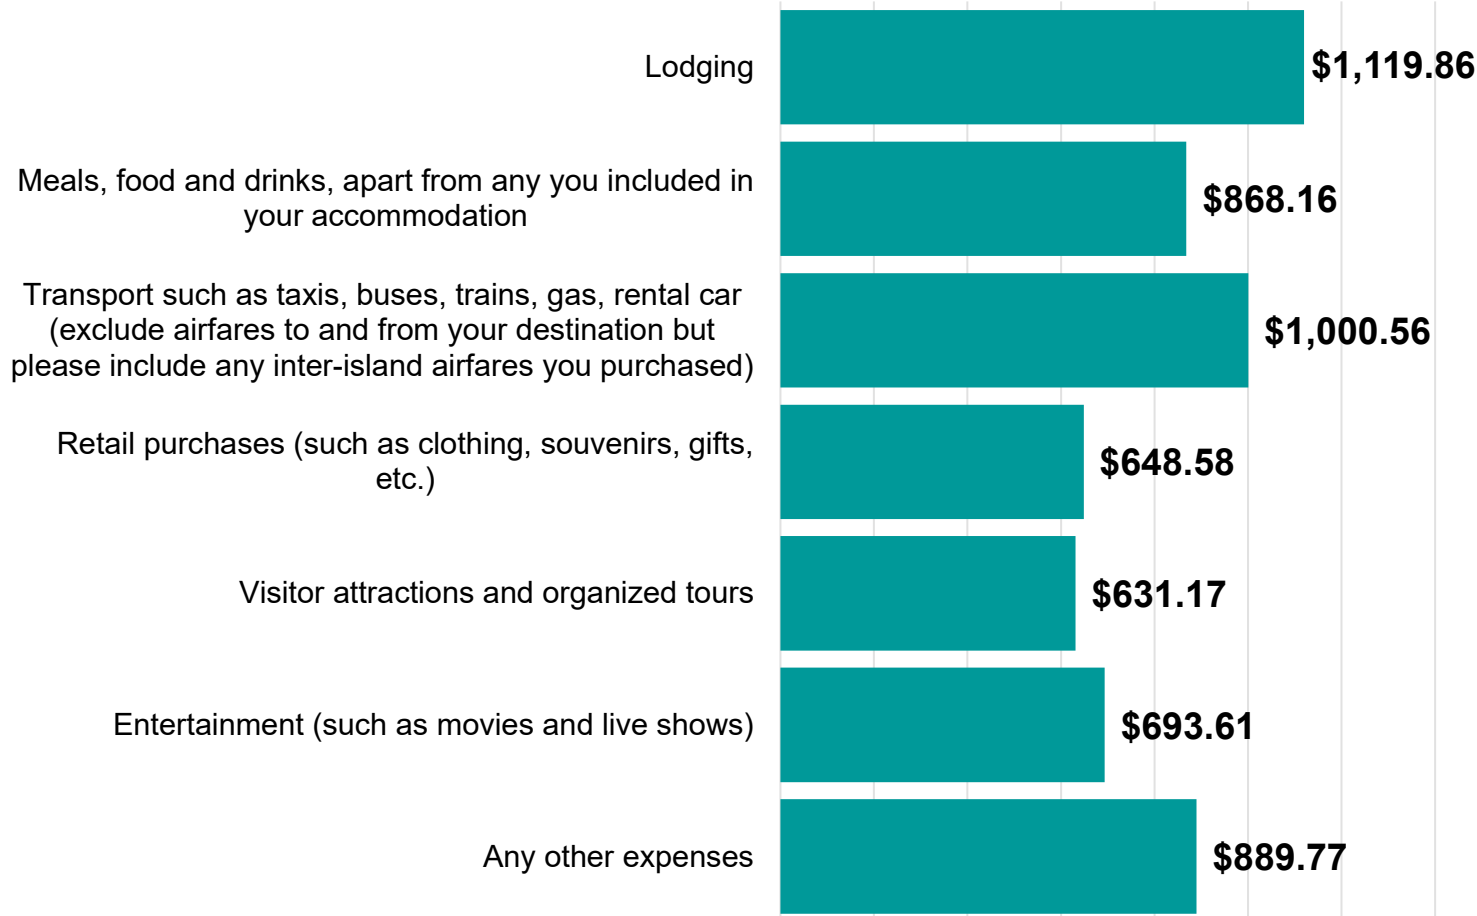 Lodging
$1,119.86
Meals, food and drinks, apart from any you included in
your accommodation
$868.16
Transport such as taxis, buses, trains, gas, rental car
(exclude airfares to and from your destination but
please include any inter-island airfares you purchased)
$1,000.56
Retail purchases (such as clothing, souvenirs, gifts,
etc.)
$648.58
Visitor attractions and organized tours
$631.17
Entertainment (such as movies and live shows)
$693.61
Any other expenses
$889.77